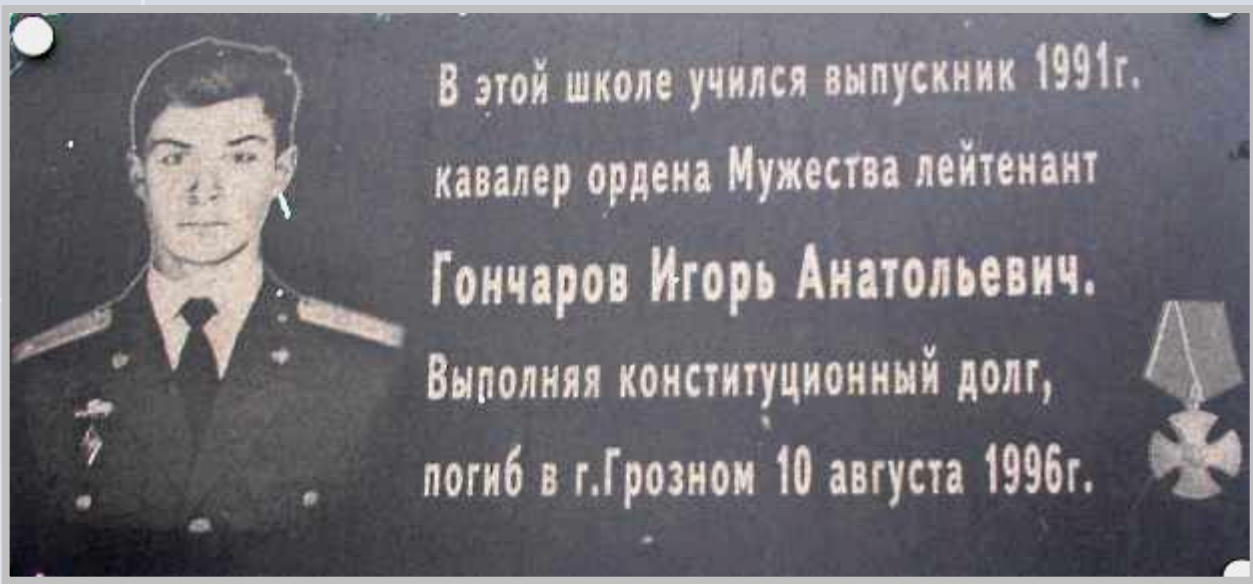 В этой школе учился выпускник 1991г.
кавалер ордена Мужества лейтенант
Гончаров Игорь Анатольевич.
Выполняя конституционный долг,
погиб в г.Грозном 10 августа 1996г.